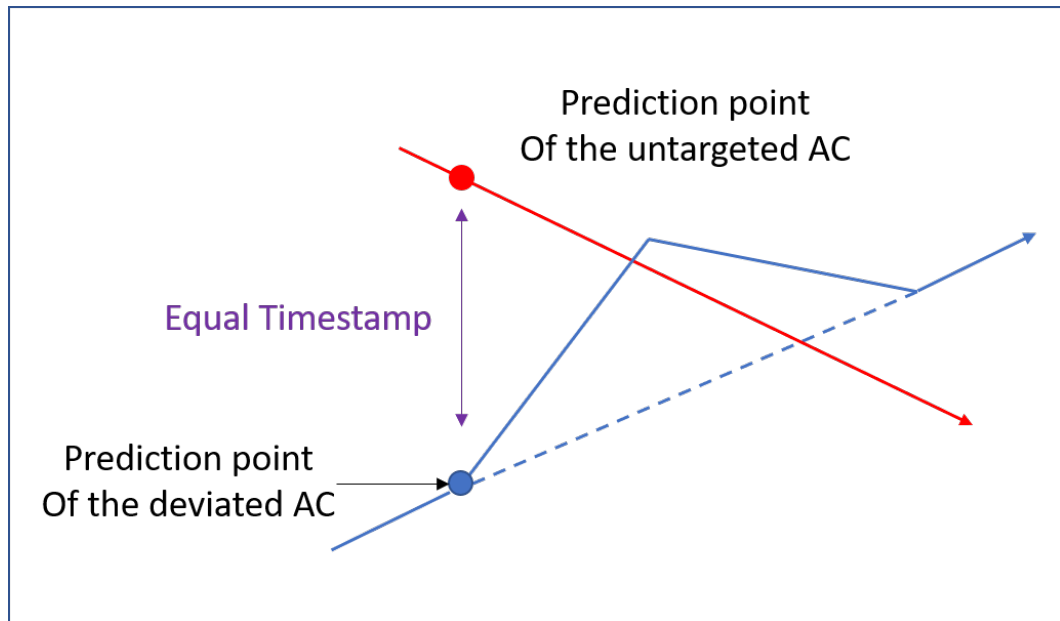 Prediction point
Of the untargeted AC
Equal Timestamp
Prediction point
Of the deviated AC